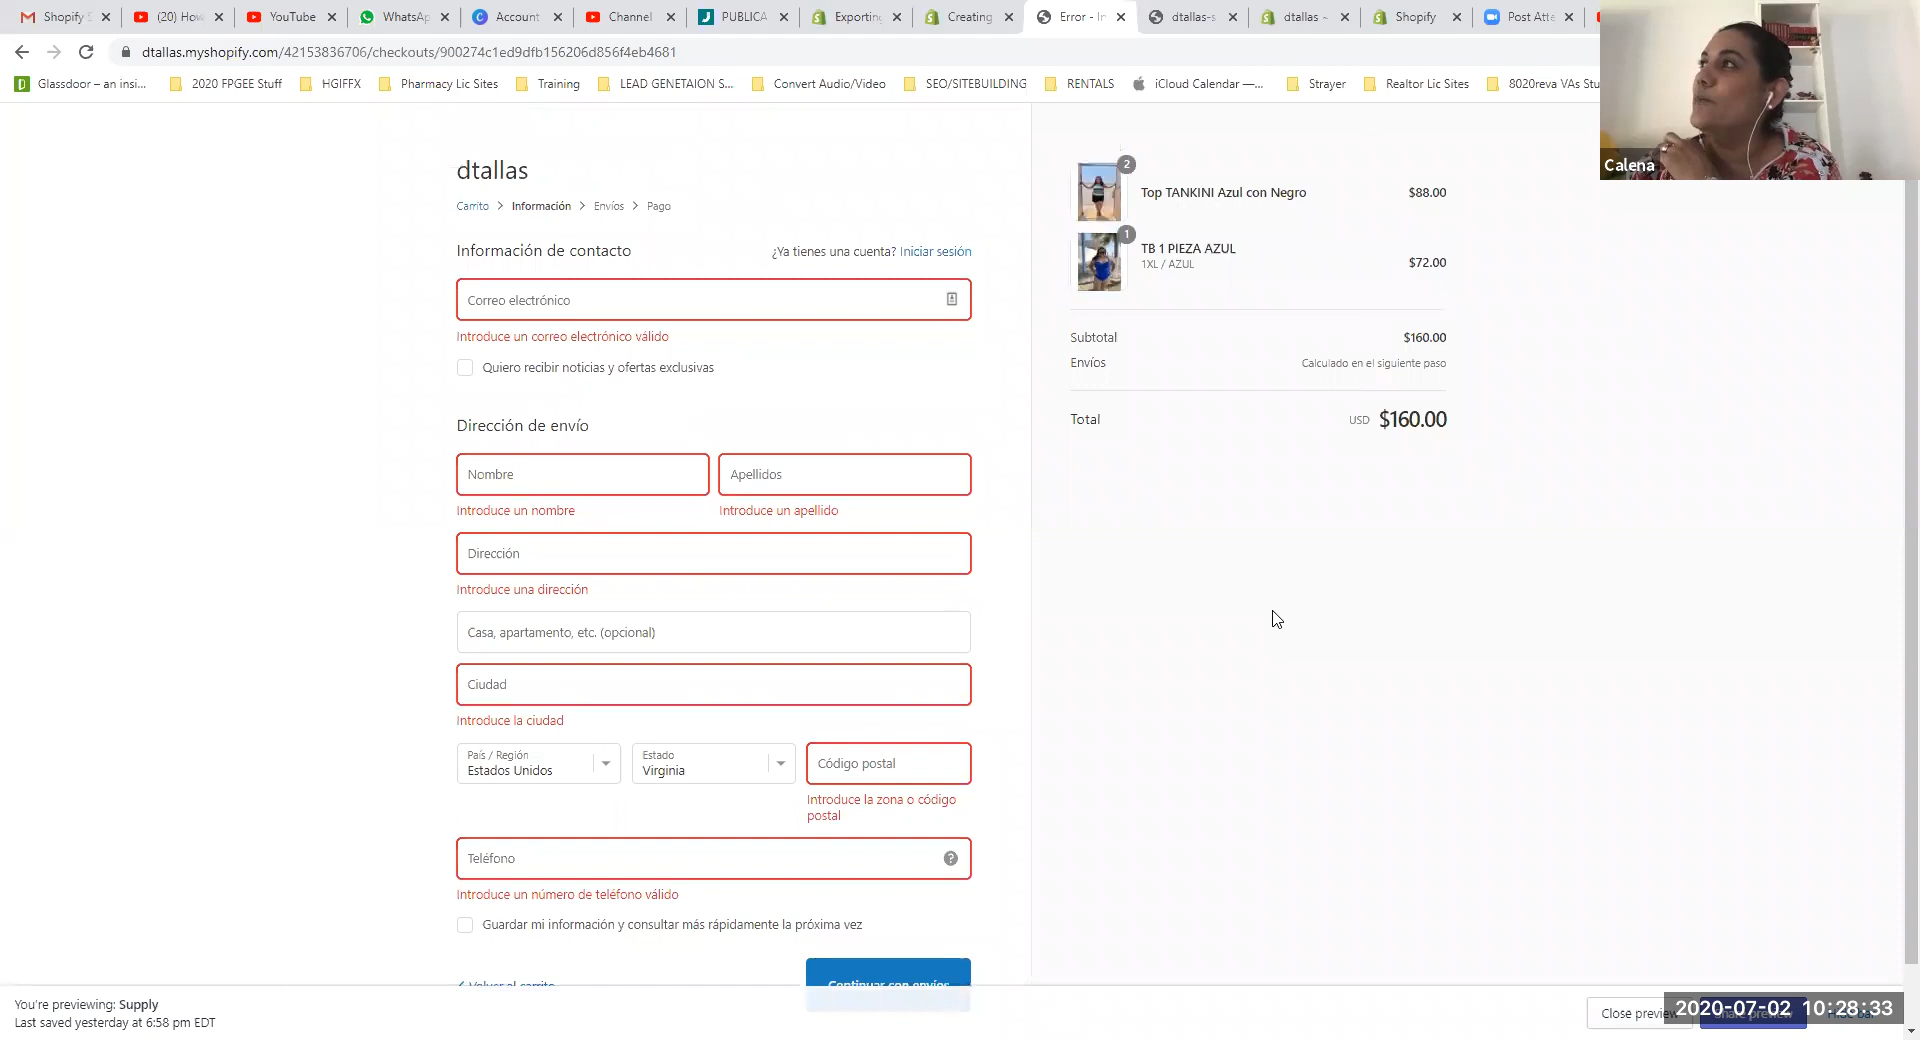 Shopify S
(20) How
YouTube
WhatsAp
Account
Channel
PUBLICA
Exporting
Creating
Error - In
dtallas-s
dtallas ~
Shopify
Post Atte
dtallas.myshopify.com/42153836706/checkouts/900274c1ed9dfb156206d856f4eb4681
Glassdoor – an insi...
2020 FPGEE Stuff
HGIFFX
Pharmacy Lic Sites
Training
LEAD GENETAION S...
Convert Audio/Video
SEO/SITEBUILDING
RENTALS
iCloud Calendar —...
Strayer
Realtor Lic Sites
8020reva VAs Stu
Calena
dtallas
Carrito > Información > Envíos > Pago
Información de contacto
¿Ya tienes una cuenta? Iniciar sesión
Correo electrónico
Introduce un correo electrónico válido
Quiero recibir noticias y ofertas exclusivas
Dirección de envío
Nombre
Apellidos
Introduce un nombre
Introduce un apellido
Dirección
Introduce una dirección
Casa, apartamento, etc. (opcional)
Ciudad
Introduce la ciudad
País / Región
Estados Unidos
Estado
Virginia
Código postal
Introduce la zona o código
postal
Teléfono
Introduce un número de teléfono válido
Guardar mi información y consultar más rápidamente la próxima vez
Volver al carrito
Continuar con envíos
2
Top TANKINI Azul con Negro
$88.00
1
TB 1 PIEZA AZUL
1XL / AZUL
$72.00
Subtotal
$160.00
Envíos
Calculado en el siguiente paso
Total
USD $160.00
You're previewing: Supply
Last saved yesterday at 6:58 pm EDT
Close preview
2020-07-02 10:28:33